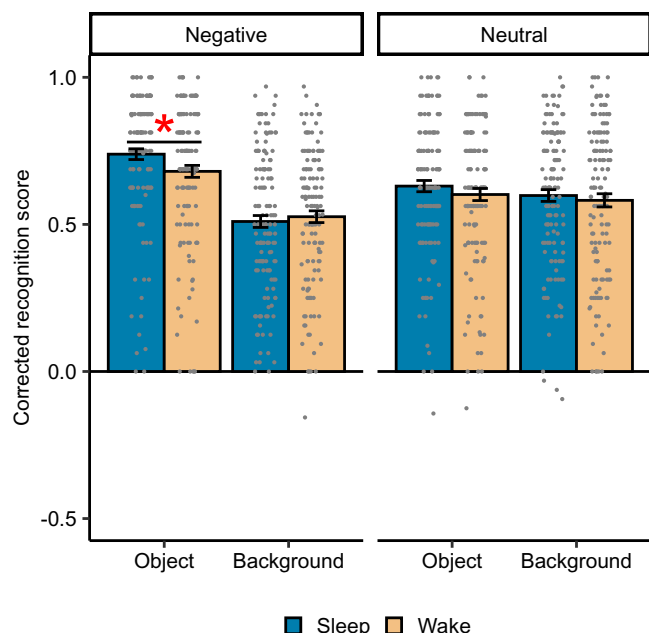 Negative
Neutral
Corrected recognition score
1.0
0.5
0.0
-0.5
*
Object
Background
Object
Background
Sleep
Wake